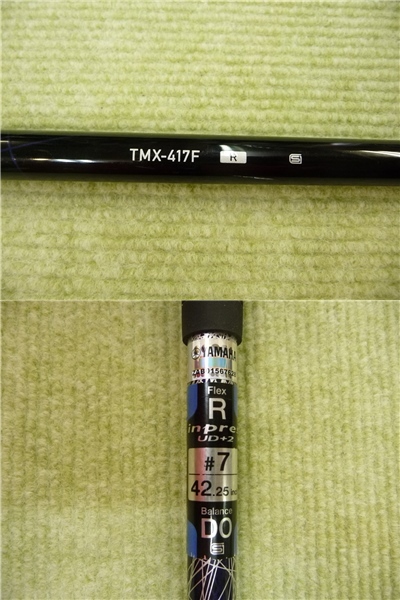 TMX-417F R S
YAMAHA
Flex
R
inpres
UD+2
#7
42.25
Balance
D0
S